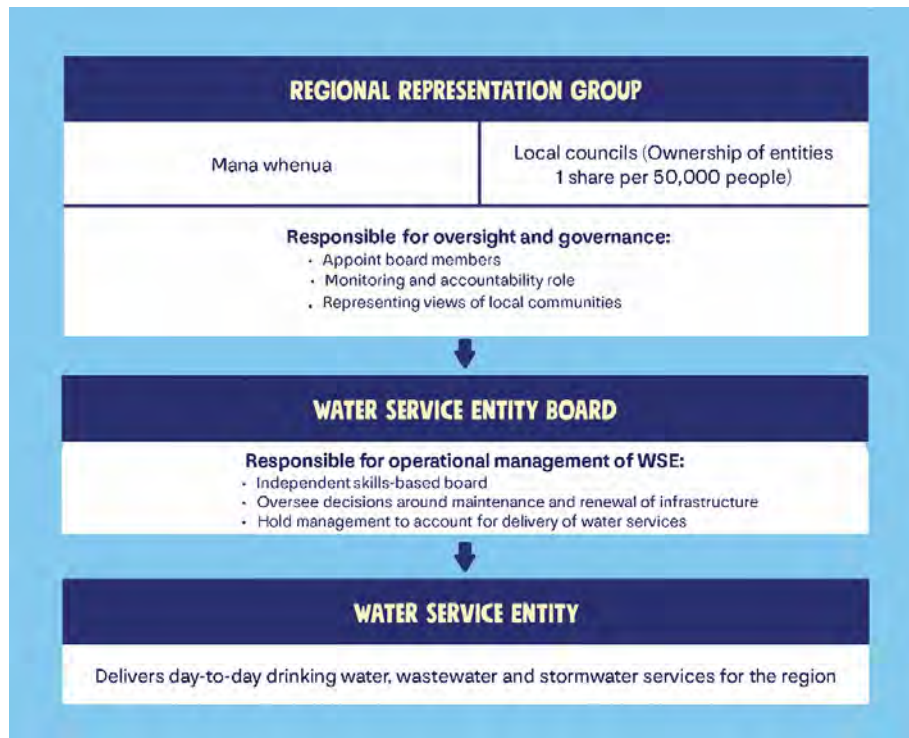 REGIONAL REPRESENTATION GROUP
Mana whenua
Local councils (Ownership of entities
1 share per 50,000 people)
Responsible for oversight and governance:
· Appoint board members
· Monitoring and accountability role
. Representing views of local communities
WATER SERVICE ENTITY BOARD
Responsible for operational management of WSE:
· Independent skills-based board
· Oversee decisions around maintenance and renewal of infrastructure
· Hold management to account for delivery of water services
WATER SERVICE ENTITY
Delivers day-to-day drinking water, wastewater and stormwater services for the region